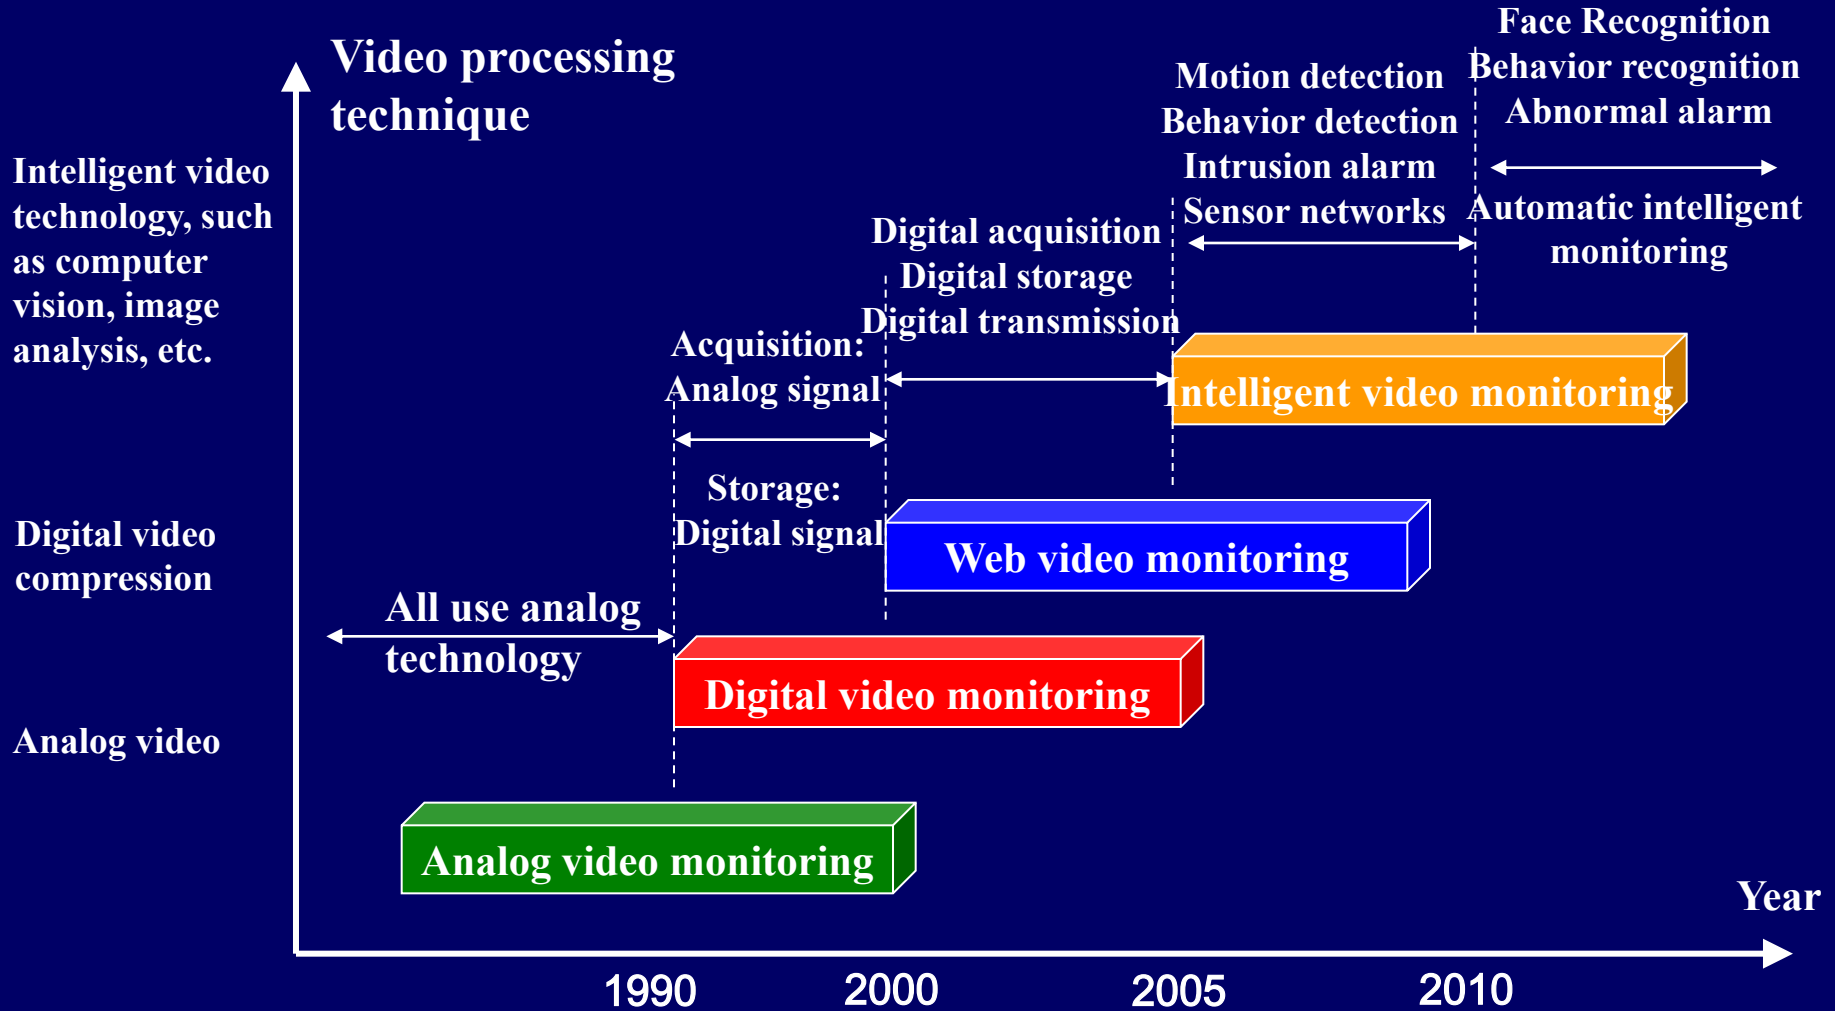 Video processing
technique
Face Recognition
Behavior recognition
Abnormal alarm
Automatic intelligent
monitoring
Motion detection
Behavior detection
Intrusion alarm
Sensor networks
Digital acquisition
Digital storage
Digital transmission
Acquisition:
Analog signal
Storage:
Digital signal
All use analog
technology
Intelligent video
technology, such
as computer
vision, image
analysis, etc.
Digital video
compression
Analog video
Intelligent video monitoring
Web video monitoring
Digital video monitoring
Analog video monitoring
Year
1990
2000
2005
2010